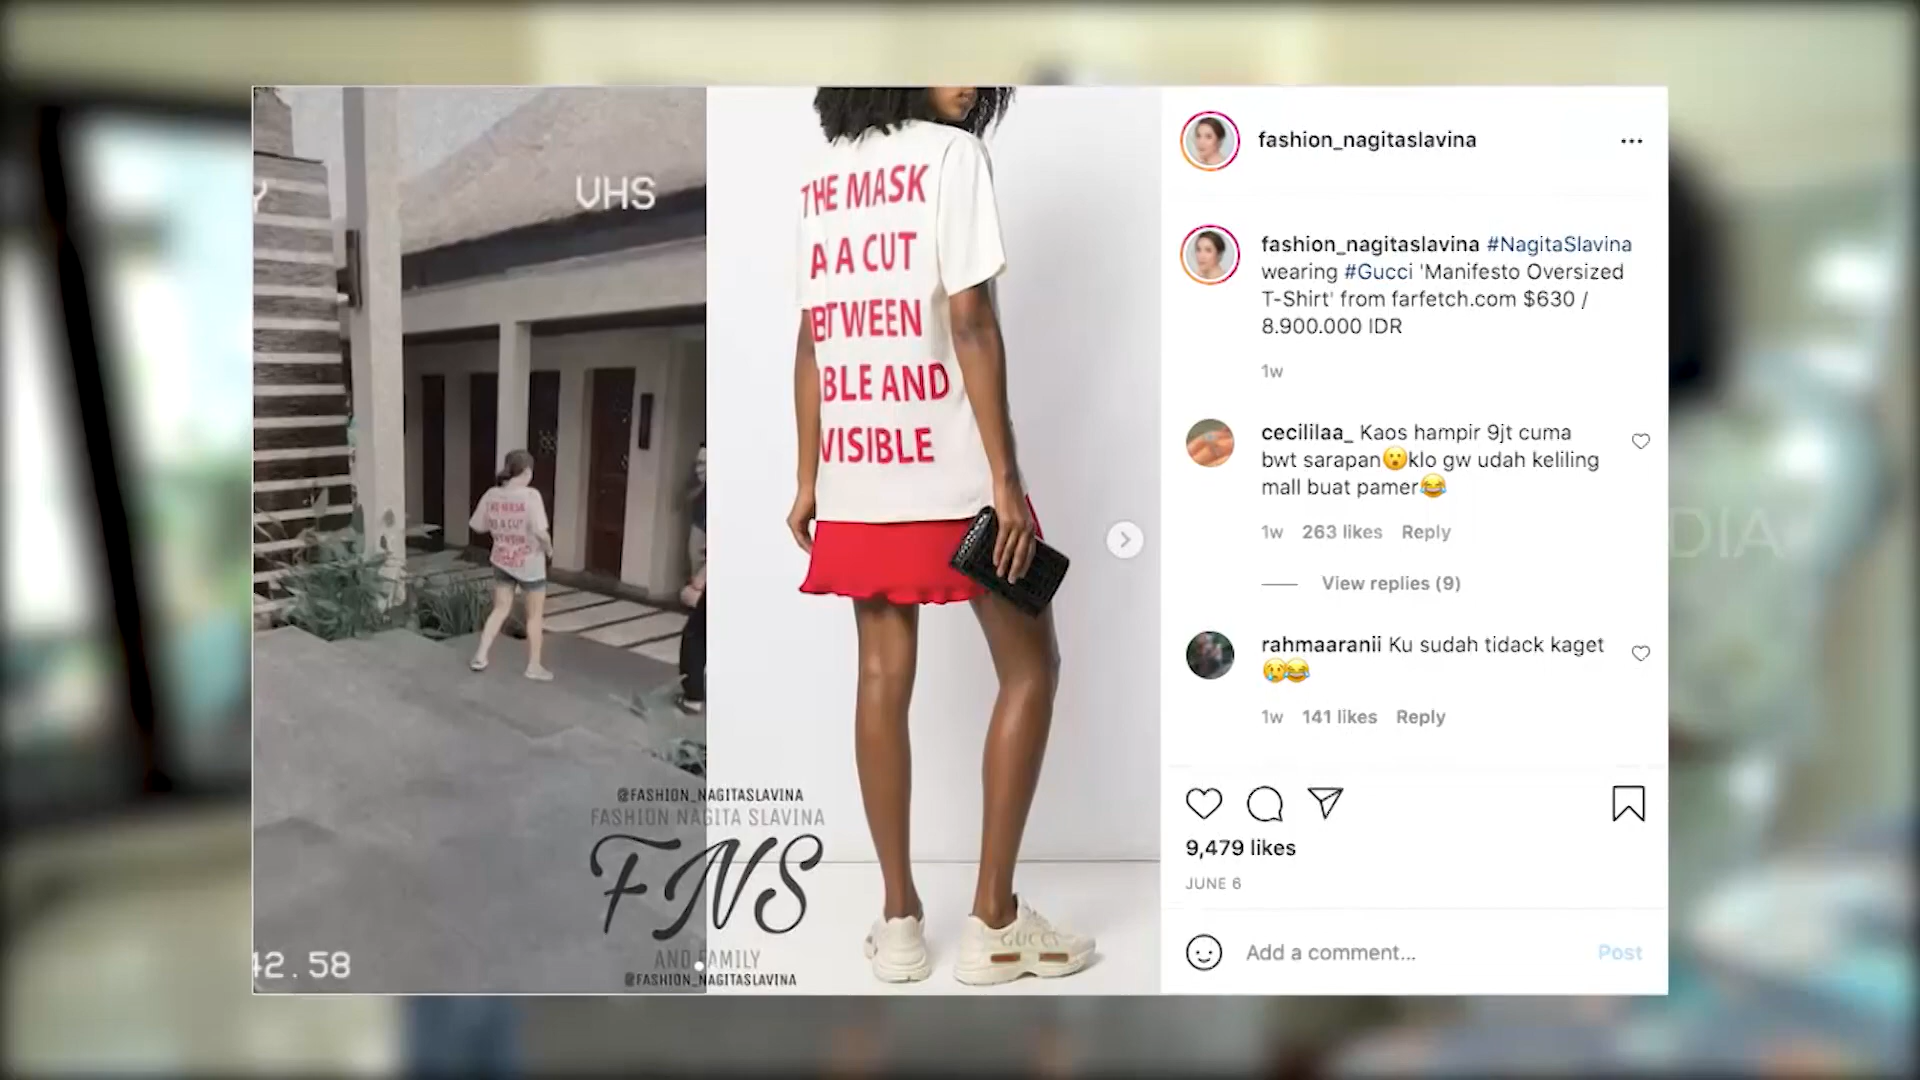 VHS
THE MASK
A A CUT
BETWEEN
BLE AND
VISIBLE
GUCCI
42.58
@FASHION_NAGITASLAVINA
FASHION NAGITA SLAVINA
FNS
AND FAMILY
@FASHION_NAGITASLAVINA
fashion_nagitaslavina
fashion_nagitaslavina #NagitaSlavina
wearing #Gucci 'Manifesto Oversized
T-Shirt' from farfetch.com $630 /
8.900.000 IDR
1w
cecililaa_ Kaos hampir 9jt cuma
bwt sarapan😮klo gw udah keliling
mall buat pamer😂
1w 263 likes Reply
View replies (9)
rahmaaranii Ku sudah tidack kaget
😢😂
1w 141 likes Reply
9,479 likes
JUNE 6
Add a comment... Post
DIA